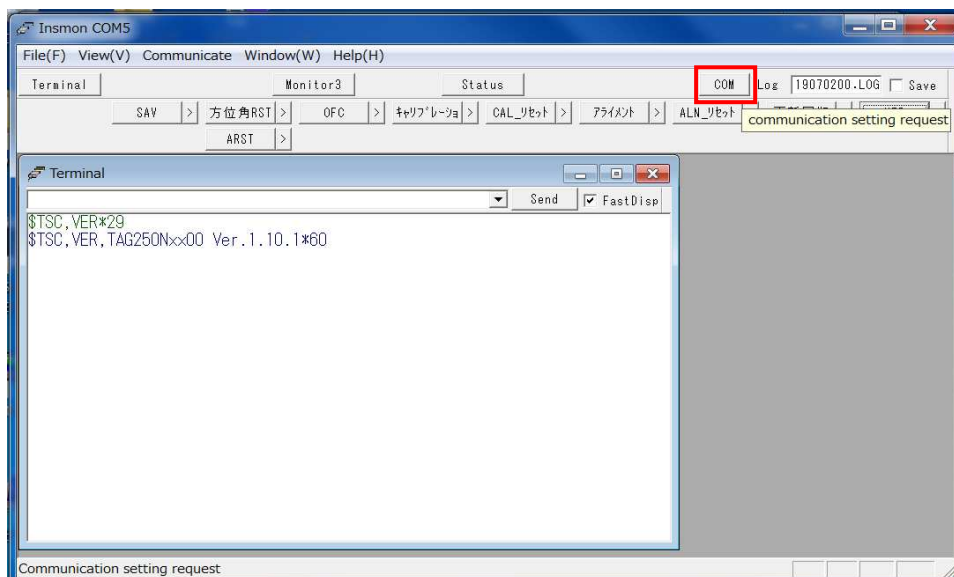 Insmon COM5
File(F) View(V) Communicate Window(W) Help(H)
Terminal Monitor3 Status COM Log 19070200.LOG Save
SAV > 方位角RST > OFC > ｷｬﾘﾌﾞﾚｰｼｮ > CAL_ﾘｾｯﾄ > ｱﾗｲﾒﾝﾄ > ALN_ﾘｾｯﾄ
communication setting request
ARST >
Terminal
Send FastDisp
$TSC,VER*29
$TSC,VER,TAG250Nxx00 Ver.1.10.1*60
Communication setting request